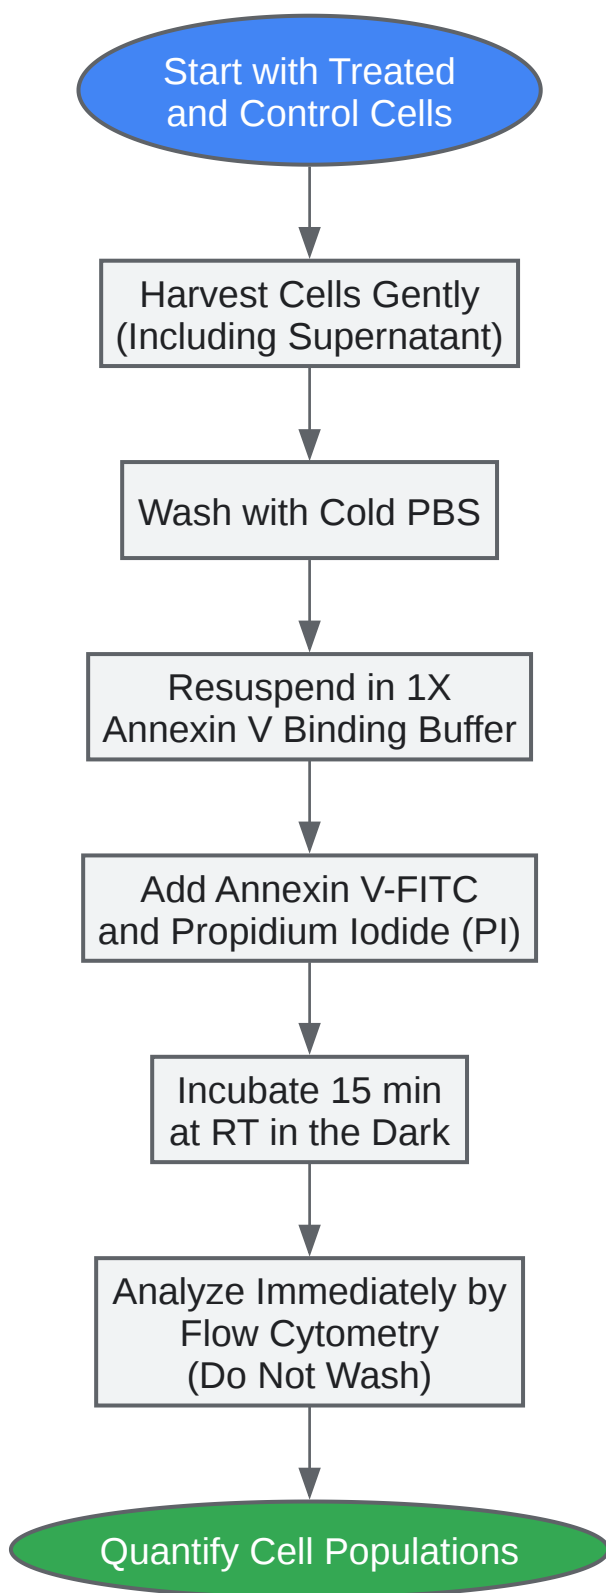 Start with Treated
and Control Cells
Harvest Cells Gently
(Including Supernatant)
Wash with Cold PBS
Resuspend in 1X
Annexin V Binding Buffer
Add Annexin V-FITC
and Propidium Iodide (PI)
Incubate 15 min
at RT in the Dark
Analyze Immediately by
Flow Cytometry
(Do Not Wash)
Quantify Cell Populations